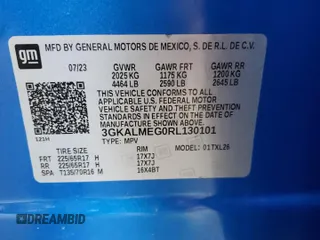 gm
MFD BY GENERAL MOTORS DE MEXICO, S. DE R.L. DE C.V.
07/23 GVWR GAWR FRT GAWR RR
2025 KG 1175 KG 1200 KG
4464 LB 2590 LB 2645 LB
THIS VEHICLE CONFORMS TO ALL APPLICABLE U.S. FEDERAL MOTOR VEHICLE SAFETY, BUMPER, AND THEFT PREVENTION STANDARDS IN EFFECT ON THE DATE OF MANUFACTURE SHOWN ABOVE.
3GKALMEG0RL130101
TYPE: MPV MODEL: 01TXL26
TIRE SIZE RIM
FRT 225/65R17 H 17X7J
RR 225/65R17 H 17X7J
SPA T135/70R16 M 16X4BT
DREAMBID